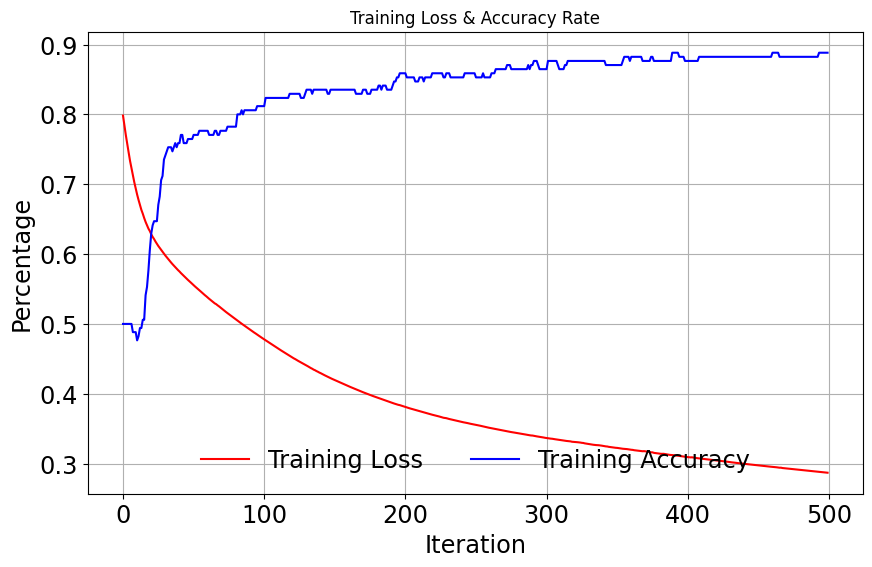 Training Loss & Accuracy Rate
Percentage
0.9
0.8
0.7
0.6
0.5
0.4
0.3
Training Loss
Training Accuracy
0 100 200 300 400 500
Iteration